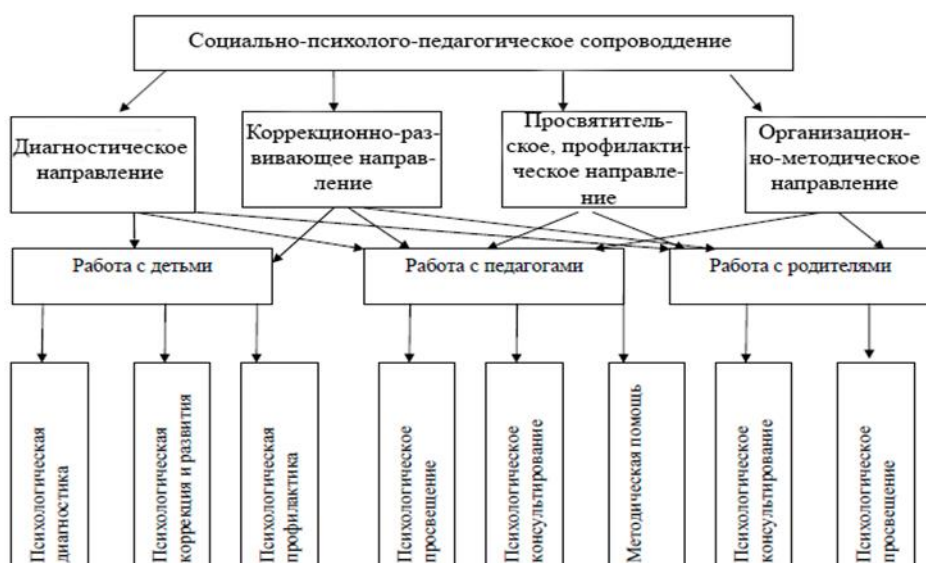 Социально-психолого-педагогическое сопроводдение
Диагностическое
направление
Коррекционно-раз-
вивающее направ-
ление
Просвятитель-
ское, профилакти-
ческое направле-
ние
Организацион-
но-методическое
направление
Работа с детьми
Работа с педагогами
Работа с родителями
Психологическая
диагностика
Психологическая
коррекция и развития
Психологическая
профилактика
Психологическое
просвещение
Психологическое
консультирование
Методическая помощь
Психологическое
консультирование
Психологическое
просвещение